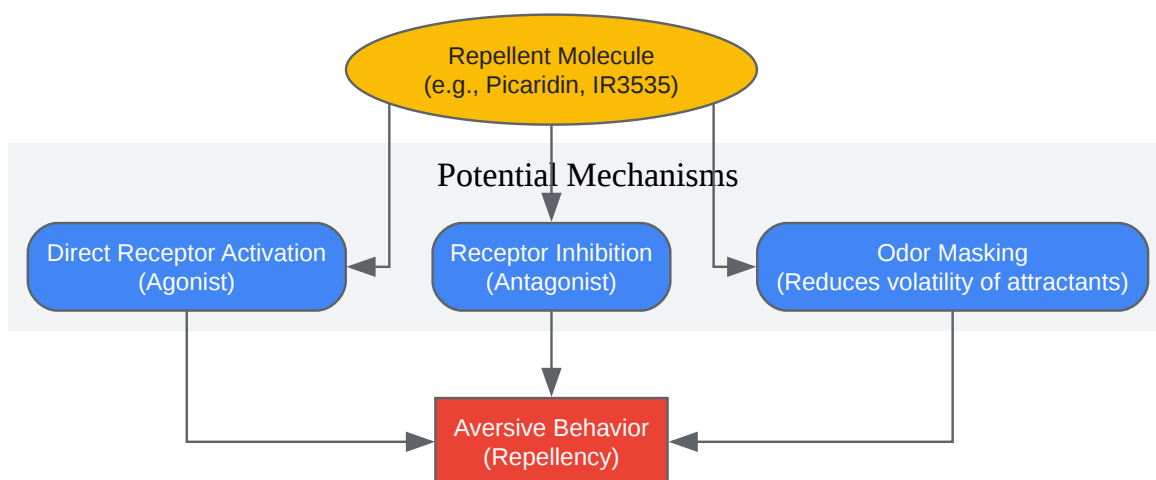 Repellent Molecule
(e.g., Picaridin, IR3535)
Potential Mechanisms
Direct Receptor Activation
(Agonist)
Receptor Inhibition
(Antagonist)
Odor Masking
(Reduces volatility of attractants)
Aversive Behavior
(Repellency)